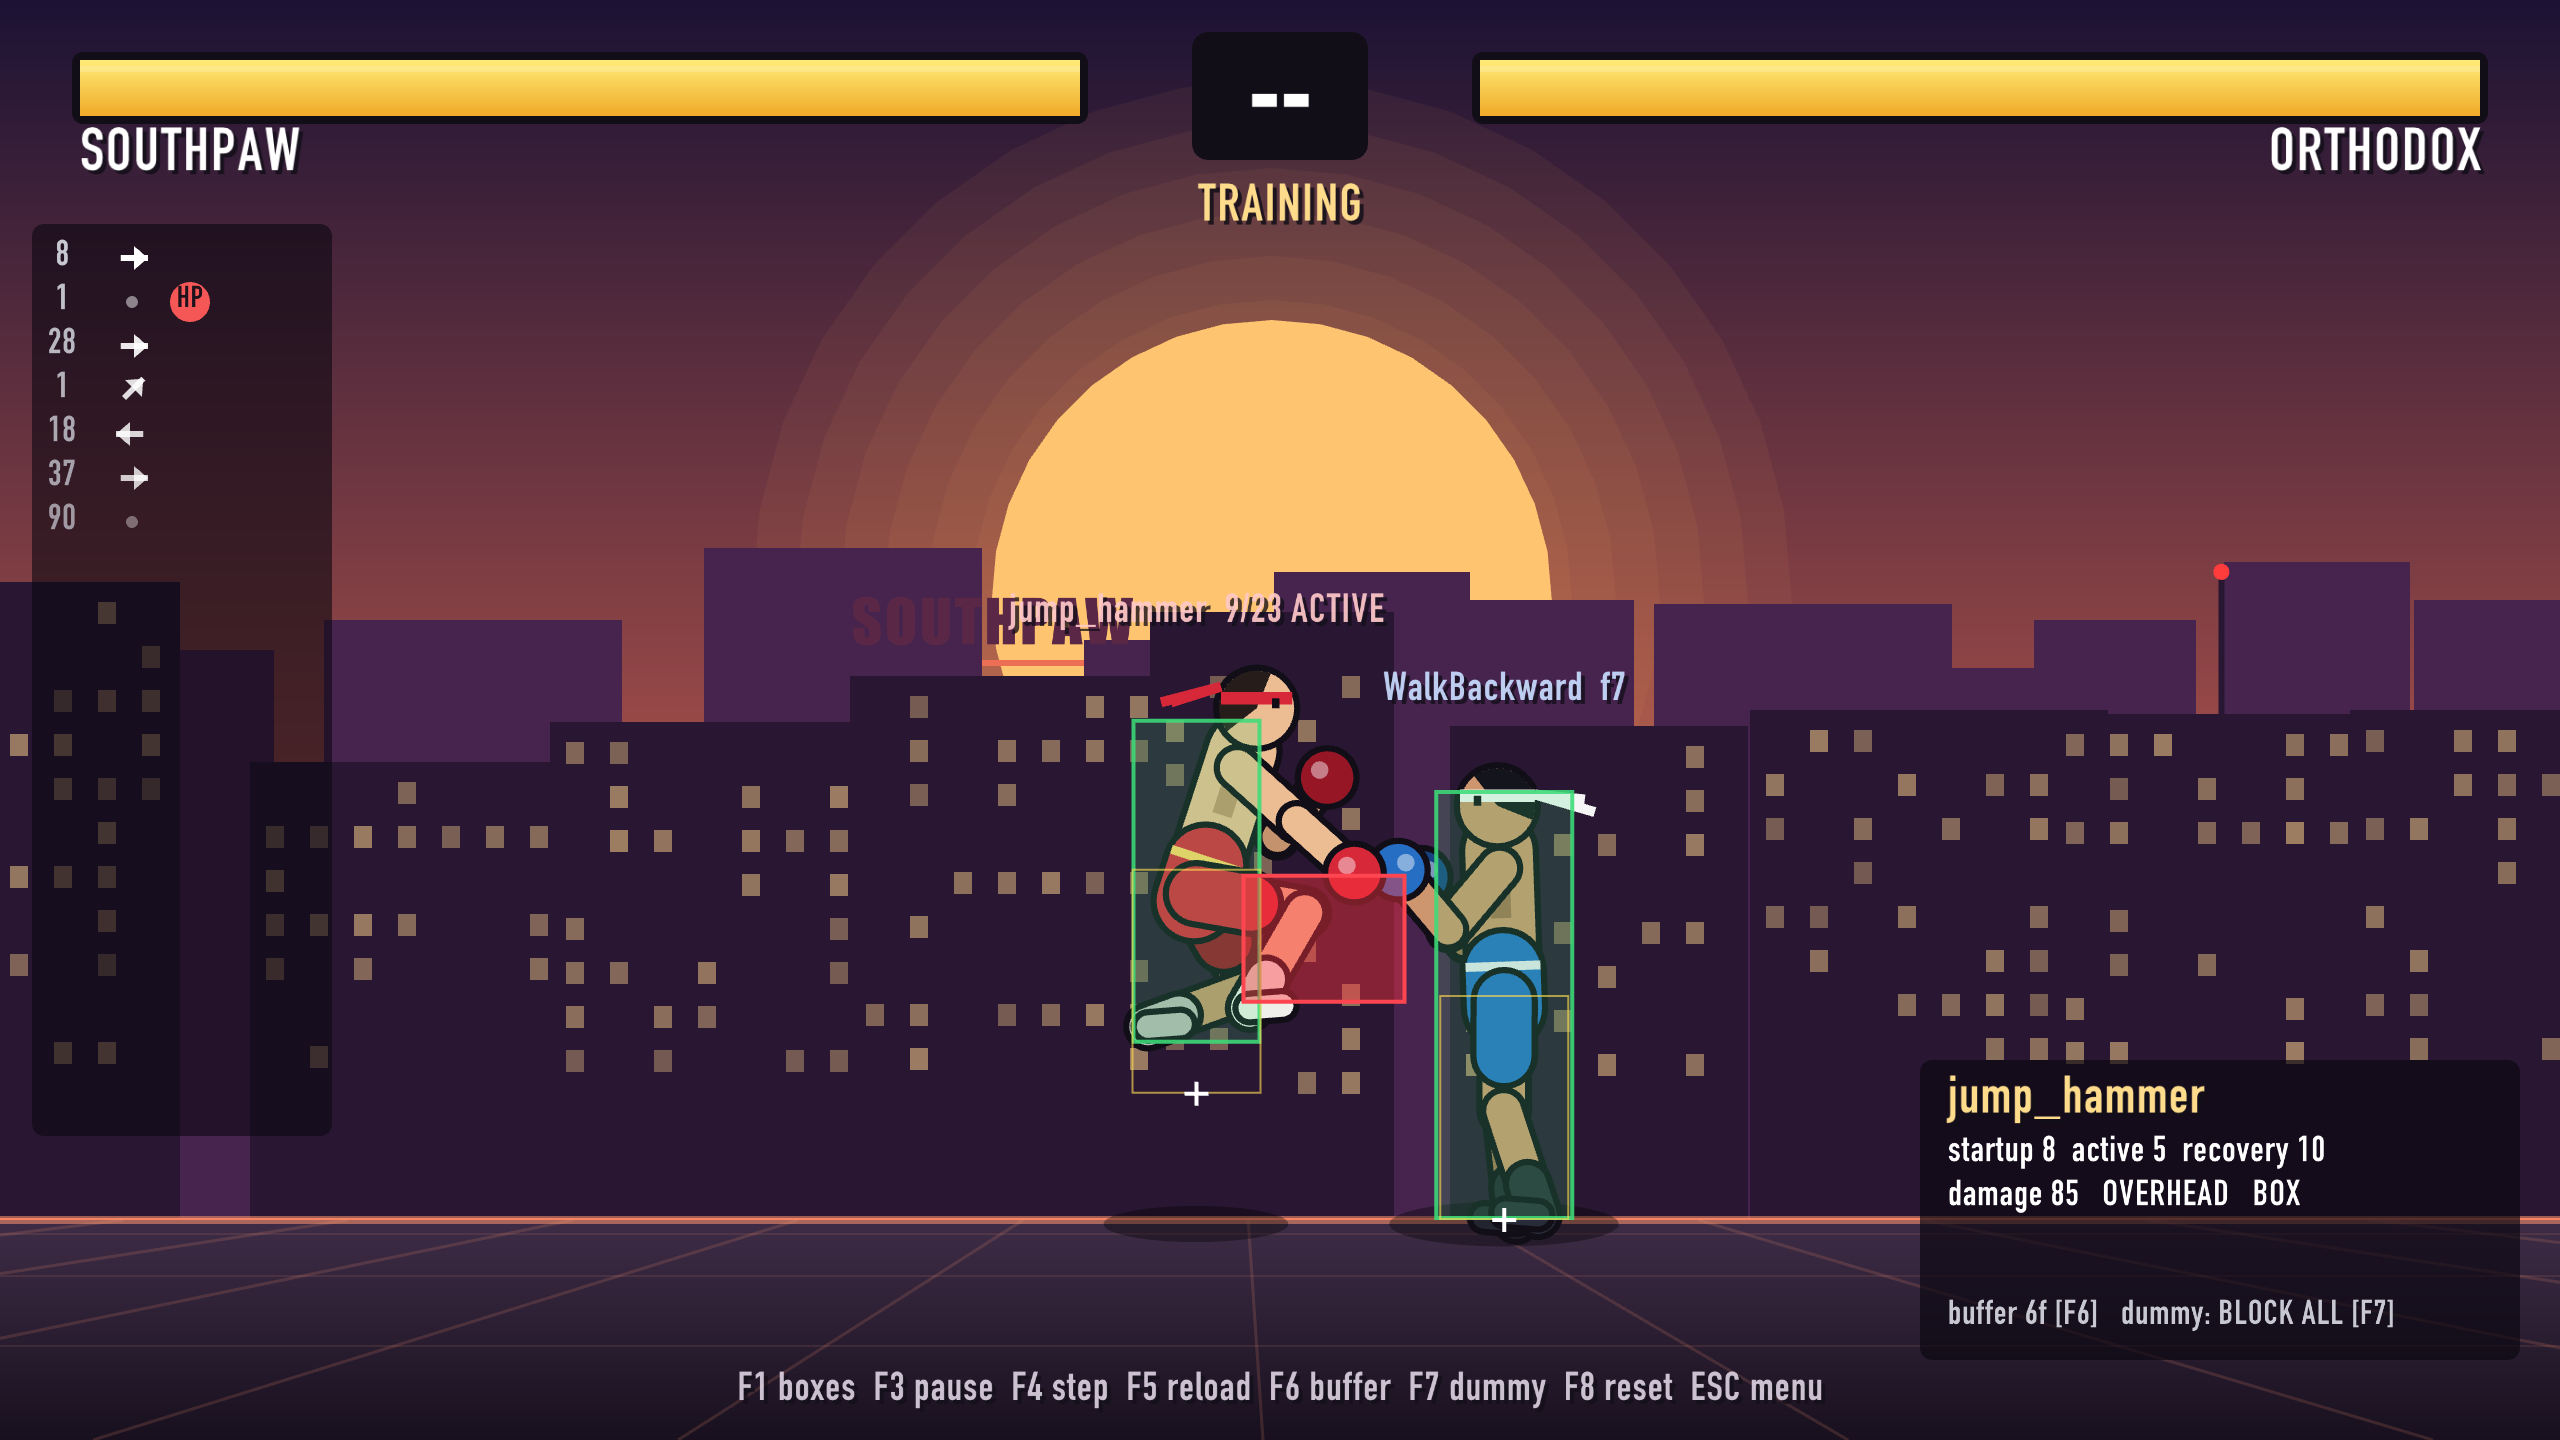 --
SOUTHPAW
ORTHODOX
TRAINING
8
1 HP
28
1
18
37
90
SOUTHPAW
jump_hammer 9/23 ACTIVE
WalkBackward f7
jump_hammer
startup 8 active 5 recovery 10
damage 85 OVERHEAD BOX
buffer 6f [F6] dummy: BLOCK ALL [F7]
F1 boxes F3 pause F4 step F5 reload F6 buffer F7 dummy F8 reset ESC menu